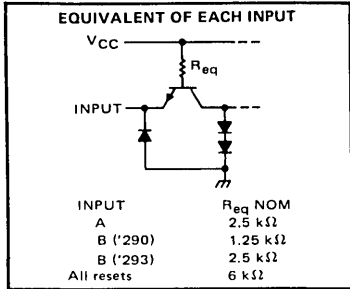 EQUIVALENT OF EACH INPUT
VCC
Req
INPUT
INPUT Req NOM
A 2.5 kΩ
B ('290) 1.25 kΩ
B ('293) 2.5 kΩ
All resets 6 kΩ